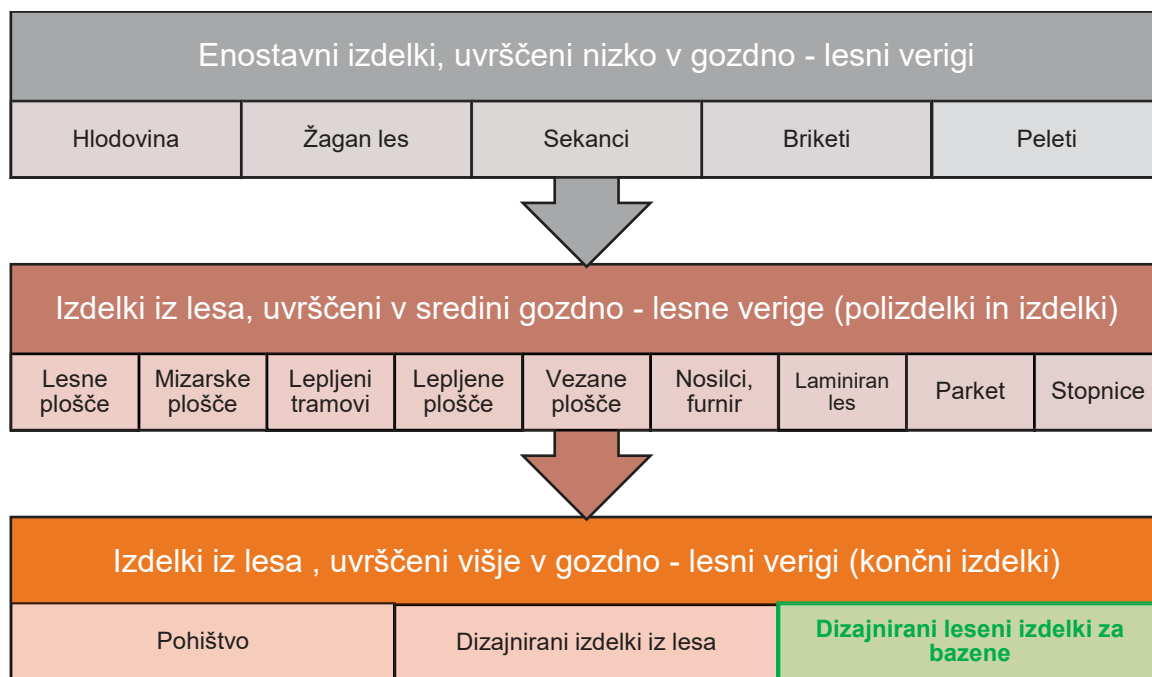 Enostavni izdelki, uvrščeni nizko v gozdno - lesni verigi
Hlodovina
Žagan les
Sekanci
Briketi
Peleti
Izdelki iz lesa, uvrščeni v sredini gozdno - lesne verige (polizdelki in izdelki)
Lesne
plošče
Mizarske
plošče
Lepljeni
tramovi
Lepljene
plošče
Vezane
plošče
Nosilci,
furnir
Laminiran
les
Parket
Stopnice
Izdelki iz lesa , uvrščeni višje v gozdno - lesni verigi (končni izdelki)
Pohištvo
Dizajnirani izdelki iz lesa
Dizajnirani leseni izdelki za
bazene